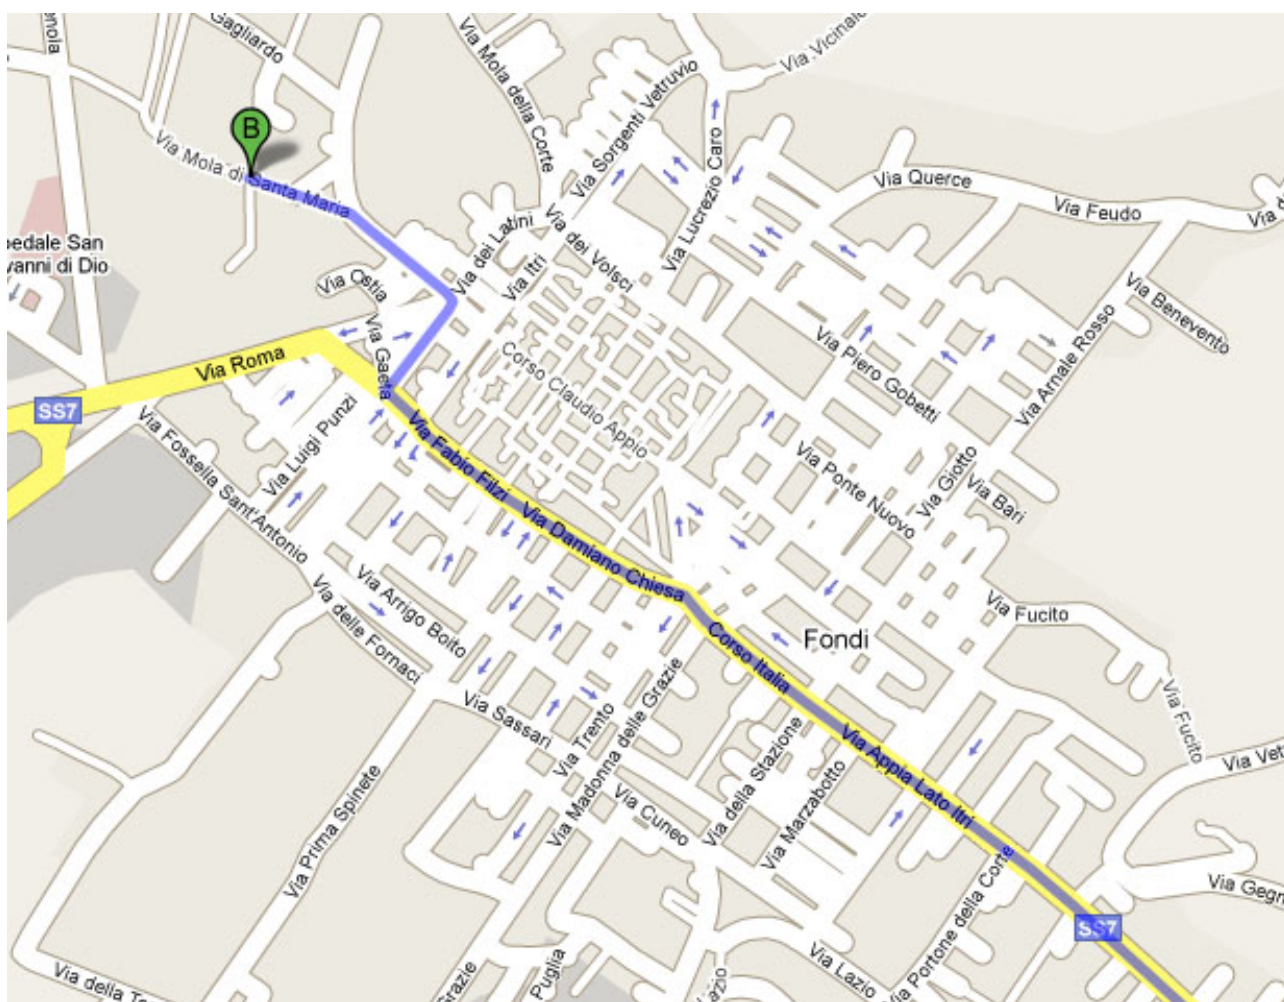 Gagliardo
Via Mola della Corte
Via Vicinale
Via Sorgenti Vetruvio
B
Via Mola di Santa Maria
Via Lucrezio Caro
Via Querce
Via Feudo
Via dei Latini
Via dei Volsci
Via Itri
San
di Dio
Via Ostia
Via Gaeta
Via Benevento
Via Arnale Rosso
Via Piero Gobetti
Via Roma
SS7
Corso Claudio Appio
Via Luigi Punzi
Via Fossella Sant'Antonio
Via Fabio Filzi
Via Damiano Chiesa
Via Ponte Nuovo
Via Giotto
Via Bari
Via Arrigo Boito
Via delle Fornaci
Via Fucito
Fondi
Corso Italia
Via Fucito
Via Sassari
Via Trento
Via Madonna delle Grazie
Via della Stazione
Via Appia Lato Itri
Via Prima Spinete
Via Cuneo
Via Marzabotto
Via Portone della Corte
SS7
Via Lazio
Via della
Grazie
Puglia